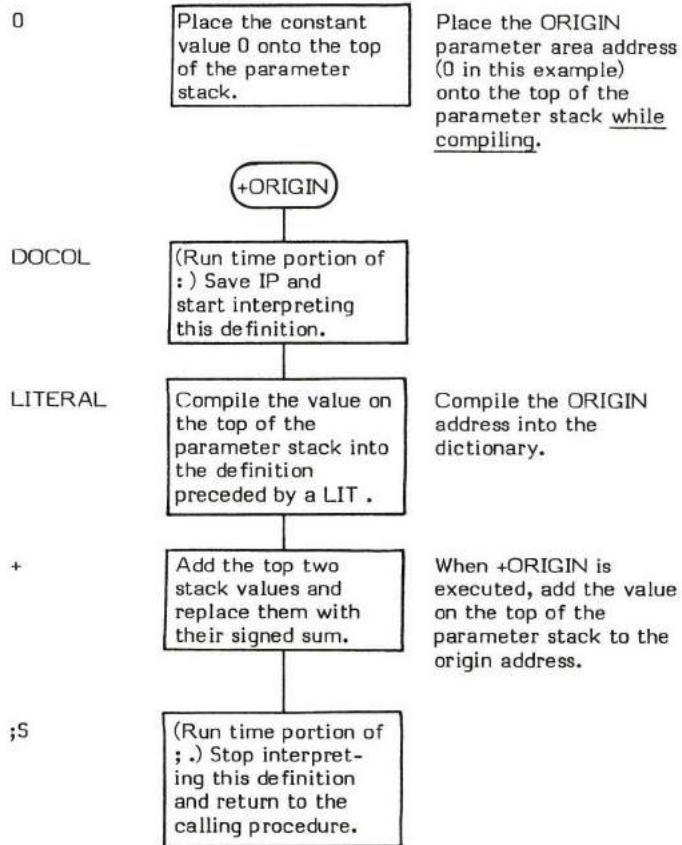 0
Place the constant
value 0 onto the top
of the parameter
stack.
Place the ORIGIN
parameter area address
(0 in this example)
onto the top of the
parameter stack while
compiling.
+ORIGIN
DOCOL
(Run time portion of
: ) Save IP and
start interpreting
this definition.
LITERAL
Compile the value on
the top of the
parameter stack into
the definition
preceded by a LIT .
Compile the ORIGIN
address into the
dictionary.
+
Add the top two
stack values and
replace them with
their signed sum.
When +ORIGIN is
executed, add the value
on the top of the
parameter stack to the
origin address.
;S
(Run time portion of
; .) Stop interpret-
ing this definition
and return to the
calling procedure.